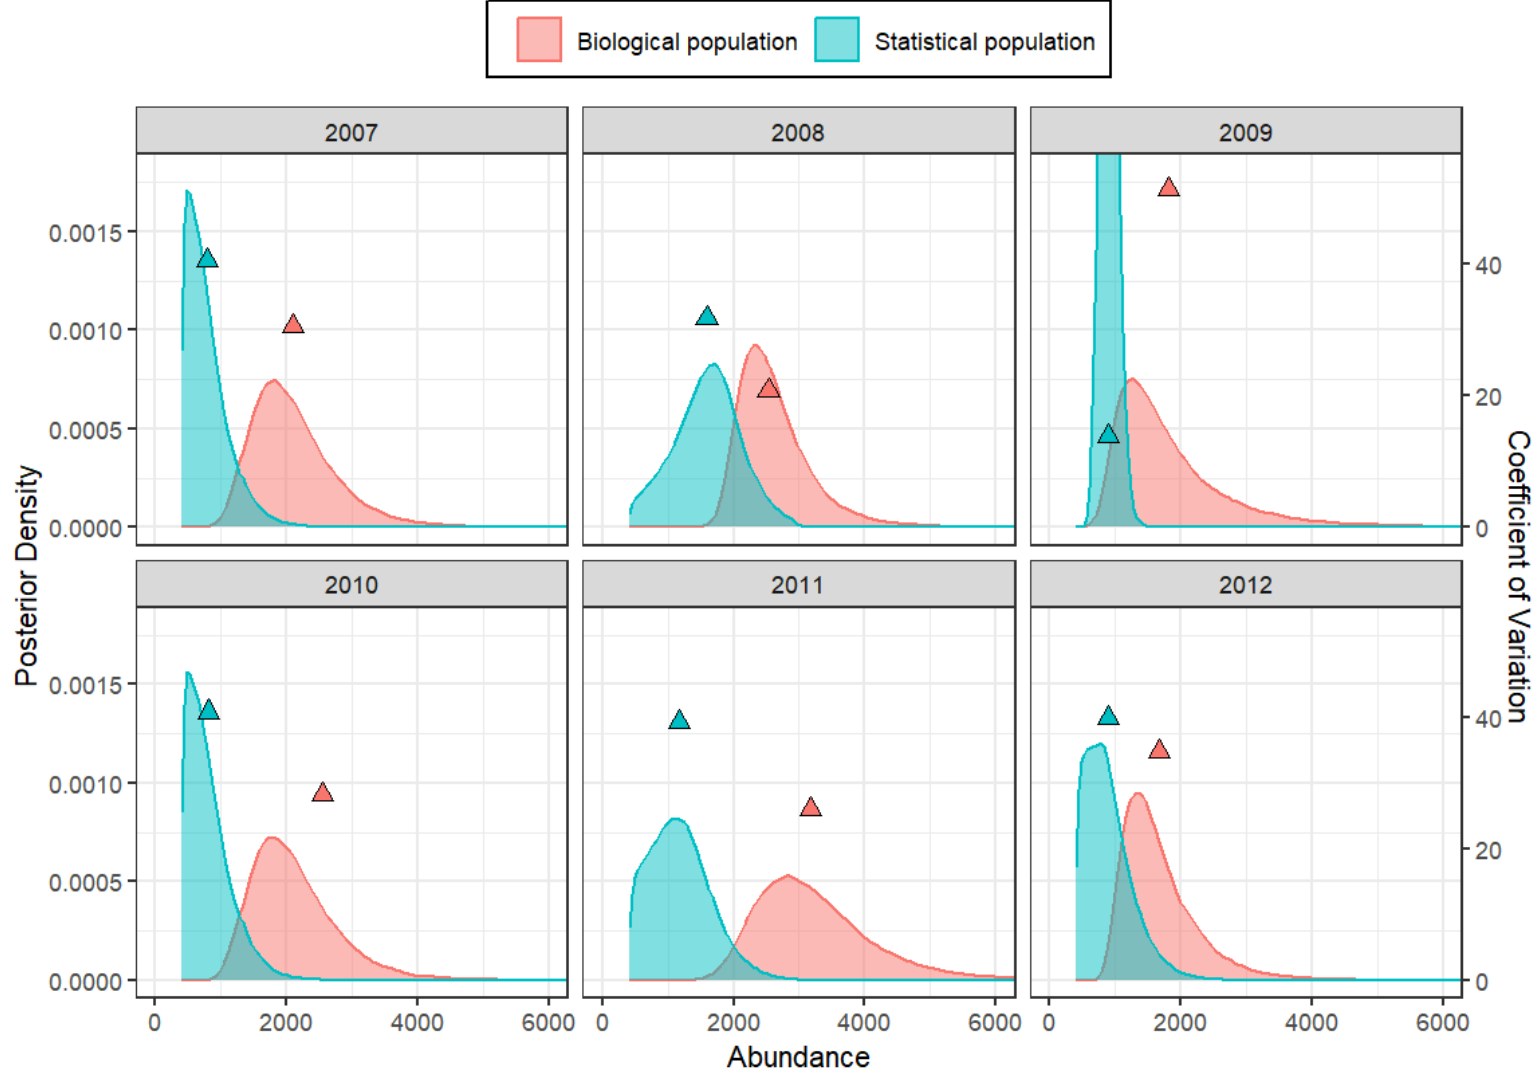 Biological population Statistical population
2007 2008 2009
0.0015
0.0010
0.0005
0.0000
40
20
0
2010 2011 2012
0.0015
0.0010
0.0005
0.0000
40
20
0
0 2000 4000 6000 0 2000 4000 6000 0 2000 4000 6000
Abundance
Posterior Density
Coefficient of Variation